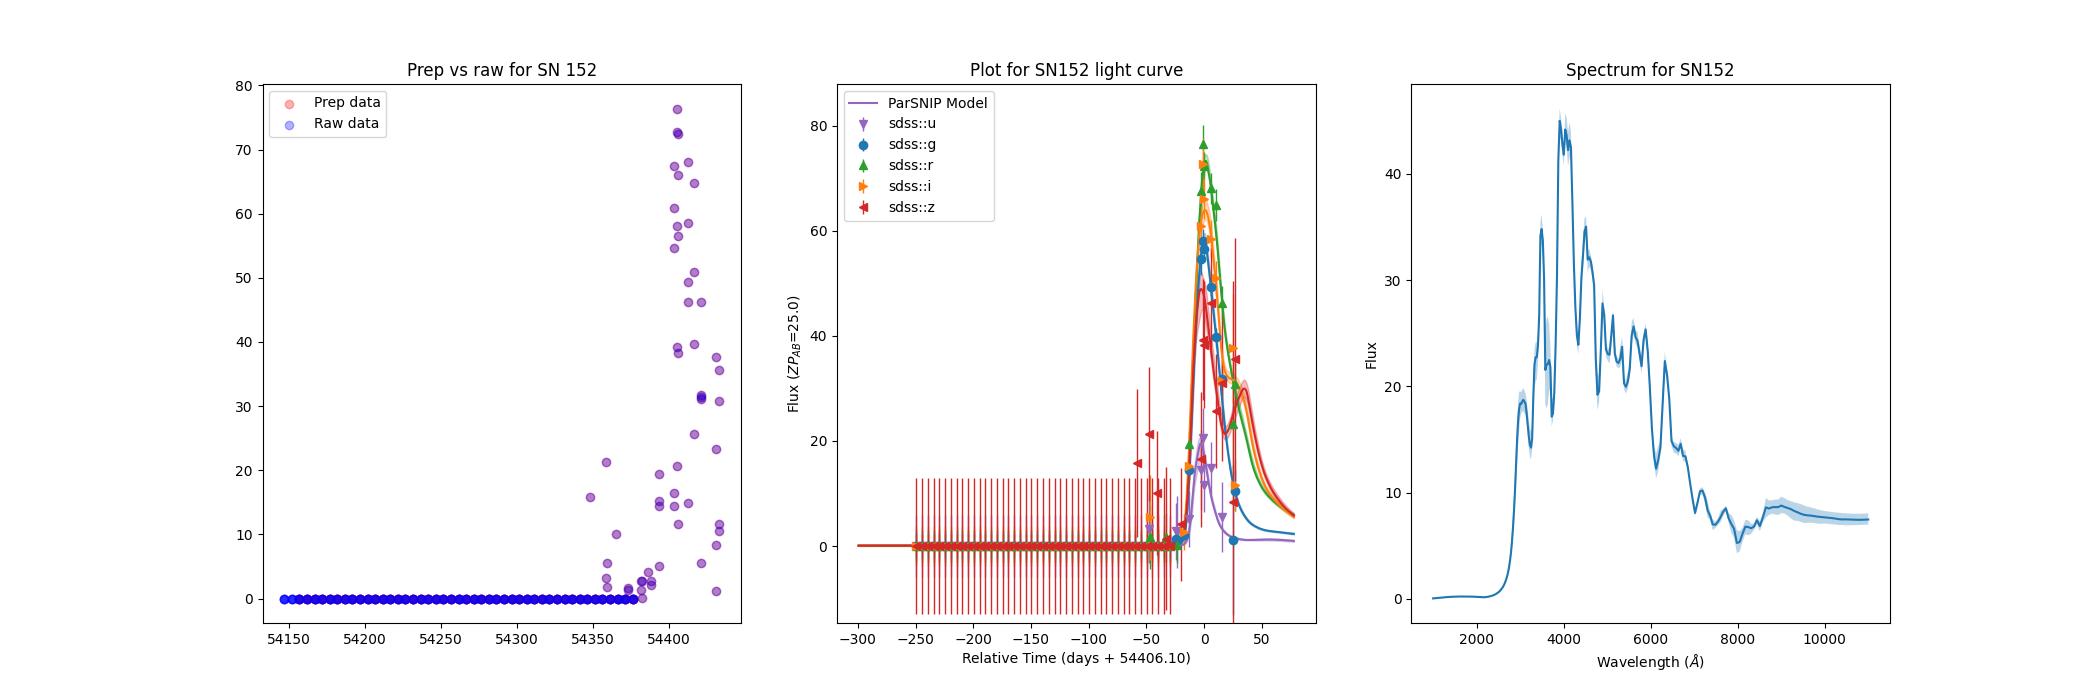 Prep vs raw for SN 152
80
70
60
50
40
30
20
10
0
54150
54200
54250
54300
54350
54400
Prep data
Raw data
Plot for SN152 light curve
Flux (ZP_AB=25.0)
80
60
40
20
0
−300
−250
−200
−150
−100
−50
0
50
Relative Time (days + 54406.10)
ParSNIP Model
sdss::u
sdss::g
sdss::r
sdss::i
sdss::z
Spectrum for SN152
Flux
40
30
20
10
0
2000
4000
6000
8000
10000
Wavelength (Å)